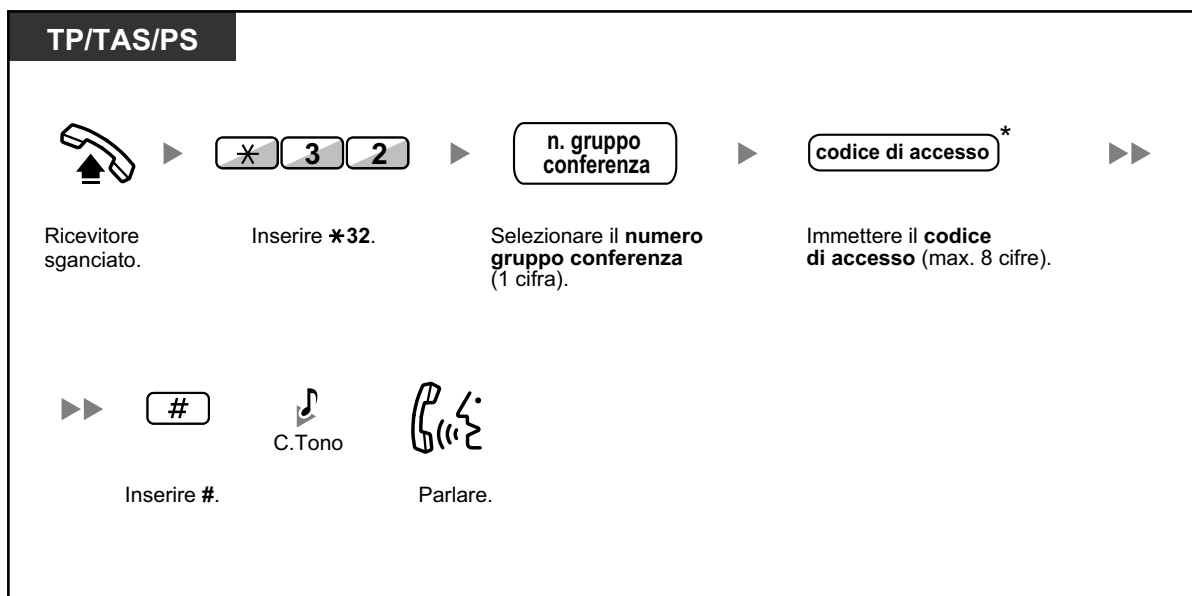 TP/TAS/PS
✳ 3 2
n. gruppo
conferenza
codice di accesso *
Ricevitore
sganciato.
Inserire ✳32.
Selezionare il numero
gruppo conferenza
(1 cifra).
Immettere il codice
di accesso (max. 8 cifre).
#
C.Tono
Inserire #.
Parlare.